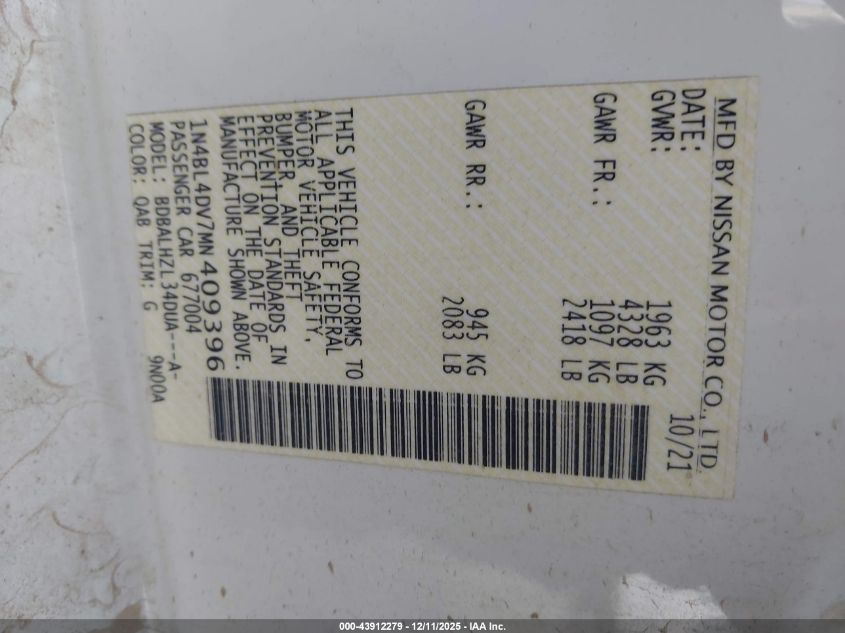 MFD BY NISSAN MOTOR CO., LTD.
DATE: 10/21
GVWR: 1963 KG
4328 LB
GAWR FR.: 1097 KG
2418 LB
GAWR RR.: 945 KG
2083 LB
THIS VEHICLE CONFORMS TO
ALL APPLICABLE FEDERAL
MOTOR VEHICLE SAFETY,
BUMPER, AND THEFT
PREVENTION STANDARDS IN
EFFECT ON THE DATE OF
MANUFACTURE SHOWN ABOVE.
1N4BL4DV7MN409396
PASSENGER CAR 677004
MODEL: BDBALHZL34DUA---A-
COLOR: QAB TRIM: G 9N00A
000-43912279 - 12/11/2025 - IAA Inc.